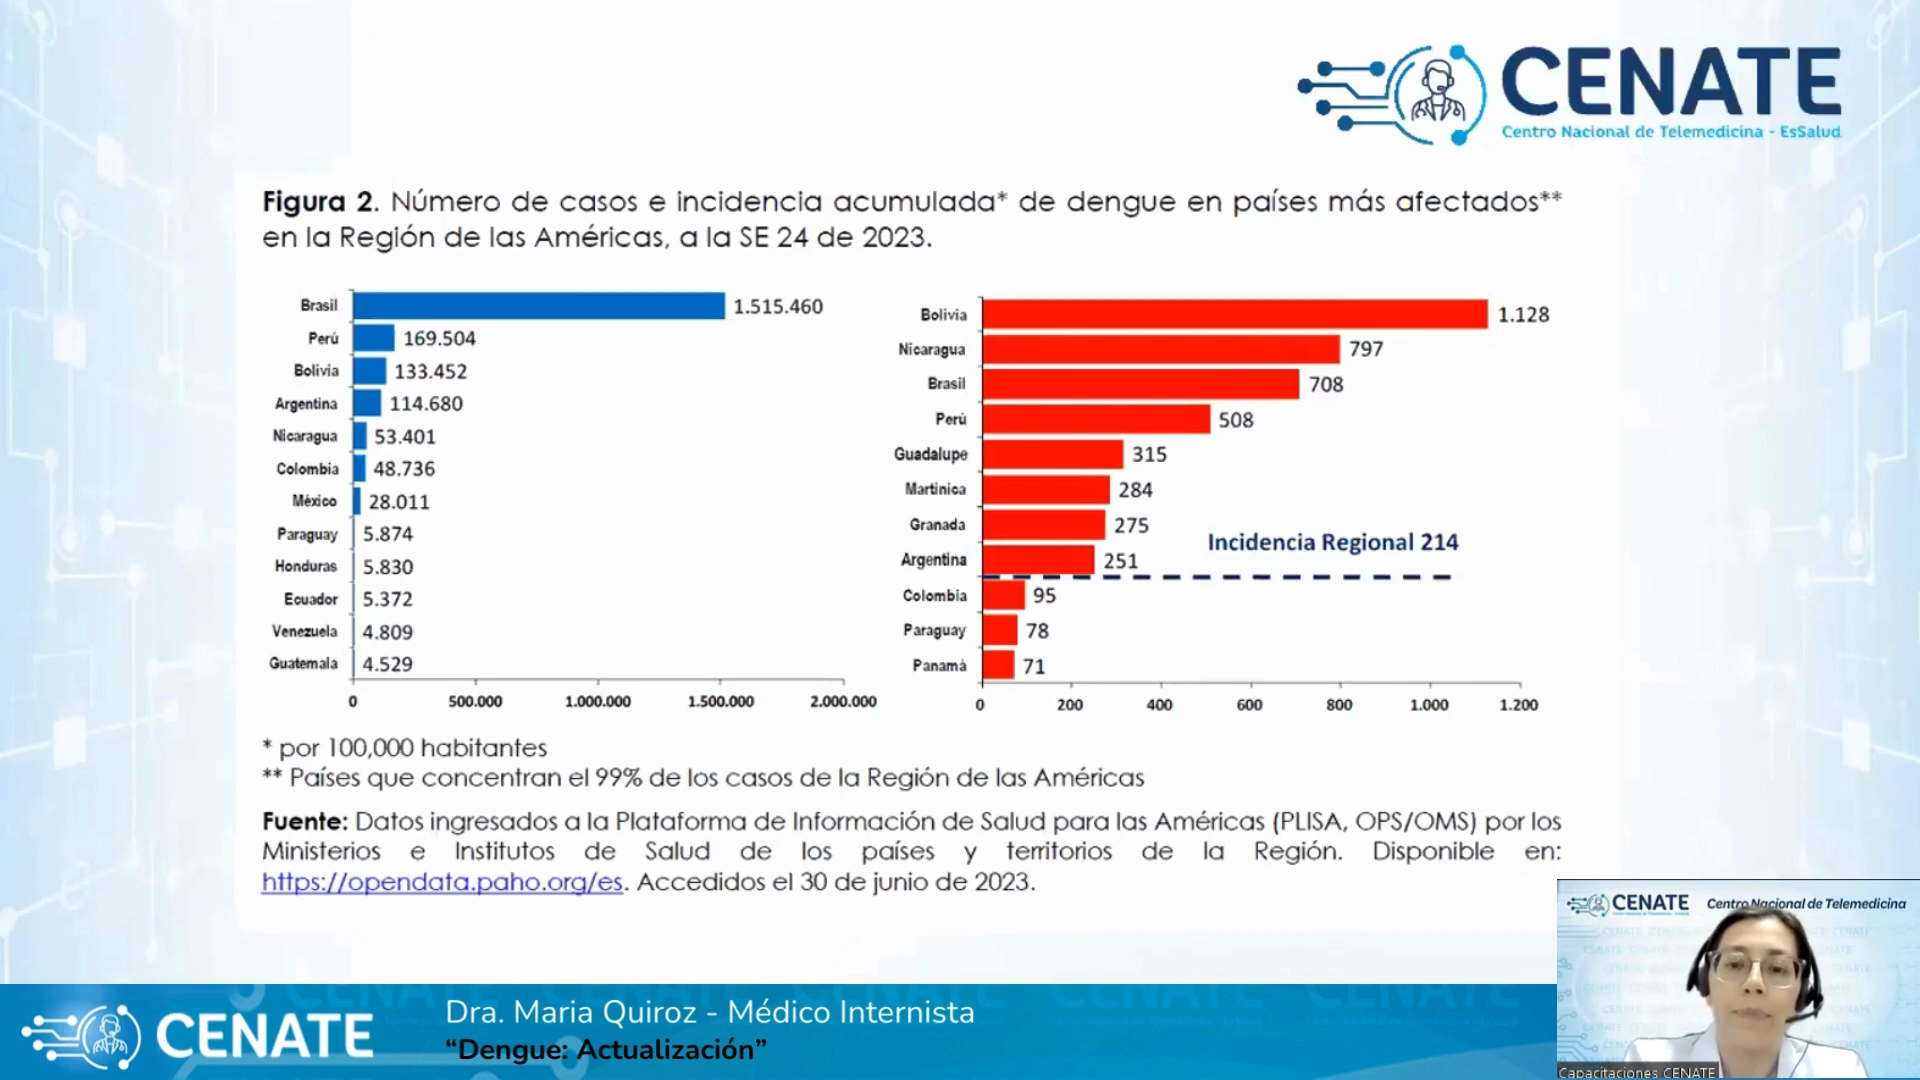 CENATE
Centro Nacional de Telemedicina - EsSalud
Figura 2. Número de casos e incidencia acumulada* de dengue en países más afectados**
en la Región de las Américas, a la SE 24 de 2023.
Brasil 1.515.460
Perú 169.504
Bolivia 133.452
Argentina 114.680
Nicaragua 53.401
Colombia 48.736
México 28.011
Paraguay 5.874
Honduras 5.830
Ecuador 5.372
Venezuela 4.809
Guatemala 4.529
0 500.000 1.000.000 1.500.000 2.000.000
Bolivia 1.128
Nicaragua 797
Brasil 708
Perú 508
Guadalupe 315
Martinica 284
Granada 275
Incidencia Regional 214
Argentina 251
Colombia 95
Paraguay 78
Panamá 71
0 200 400 600 800 1.000 1.200
* por 100,000 habitantes
** Países que concentran el 99% de los casos de la Región de las Américas
Fuente: Datos ingresados a la Plataforma de Información de Salud para las Américas (PLISA, OPS/OMS) por los
Ministerios e Institutos de Salud de los países y territorios de la Región. Disponible en:
https://opendata.paho.org/es. Accedidos el 30 de junio de 2023.
CENATE Centro Nacional de Telemedicina
Capacitaciones CENATE
CENATE
Dra. Maria Quiroz - Médico Internista
“Dengue: Actualización”